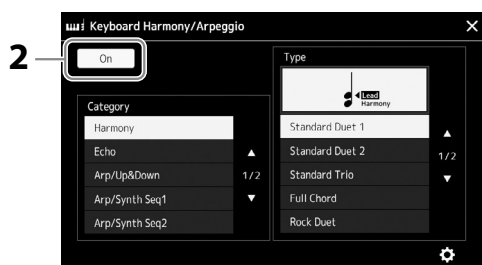 Keyboard Harmony/Arpeggio
2
On
Category
Harmony
Echo
Arp/Up&Down
Arp/Synth Seq1
Arp/Synth Seq2
1/2
Type
Lead
Harmony
Standard Duet 1
Standard Duet 2
Standard Trio
Full Chord
Rock Duet
1/2